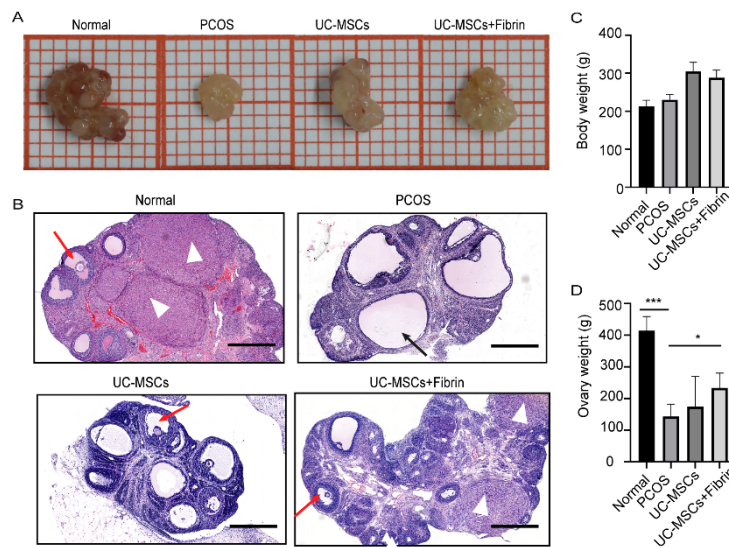 A
Normal
PCOS
UC-MSCs
UC-MSCs+Fibrin
B
Normal
PCOS
UC-MSCs
UC-MSCs+Fibrin
C
Body weight (g)
400
300
200
100
0
Normal
PCOS
UC-MSCs
UC-MSCs+Fibrin
D
Ovary weight (g)
500
400
300
200
100
0
***
*
Normal
PCOS
UC-MSCs
UC-MSCs+Fibrin